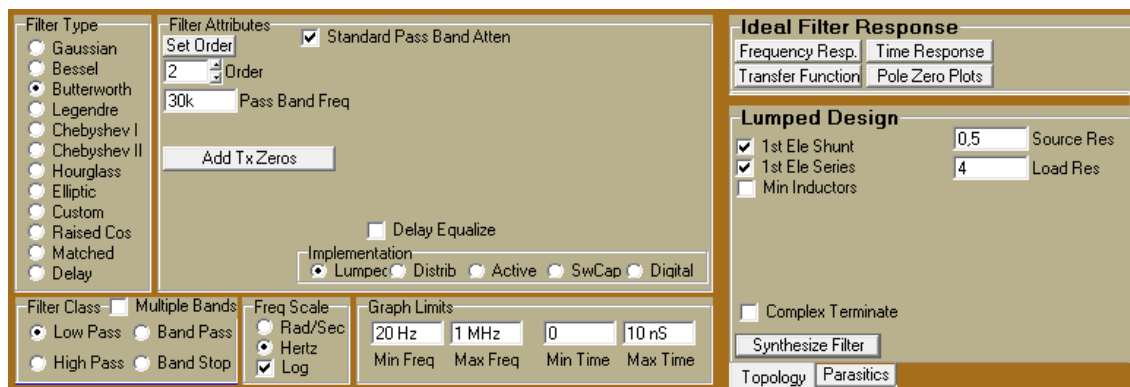 Filter Type
Gaussian
Bessel
Butterworth
Legendre
Chebyshev I
Chebyshev II
Hourglass
Elliptic
Custom
Raised Cos
Matched
Delay
Filter Attributes
Set Order
Standard Pass Band Atten
2 Order
30k Pass Band Freq
Add Tx Zeros
Delay Equalize
Implementation
Lumped Distrib Active SwCap Digital
Filter Class Multiple Bands
Low Pass Band Pass
High Pass Band Stop
Freq Scale
Rad/Sec
Hertz
Log
Graph Limits
20 Hz 1 MHz 0 10 nS
Min Freq Max Freq Min Time Max Time
Ideal Filter Response
Frequency Resp. Time Response
Transfer Function Pole Zero Plots
Lumped Design
1st Ele Shunt 0,5 Source Res
1st Ele Series 4 Load Res
Min Inductors
Complex Terminate
Synthesize Filter
Topology Parasitics